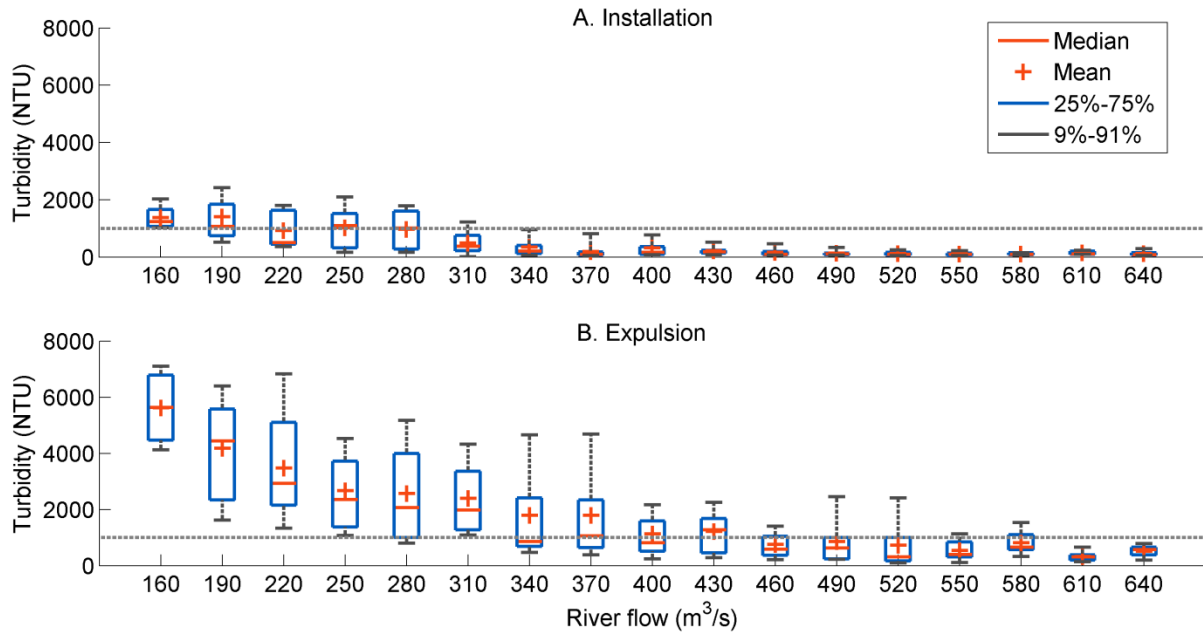 A. Installation
Turbidity (NTU)
8000
6000
4000
2000
0
160 190 220 250 280 310 340 370 400 430 460 490 520 550 580 610 640
Median
Mean
25%-75%
9%-91%
B. Expulsion
Turbidity (NTU)
8000
6000
4000
2000
0
160 190 220 250 280 310 340 370 400 430 460 490 520 550 580 610 640
River flow (m³/s)